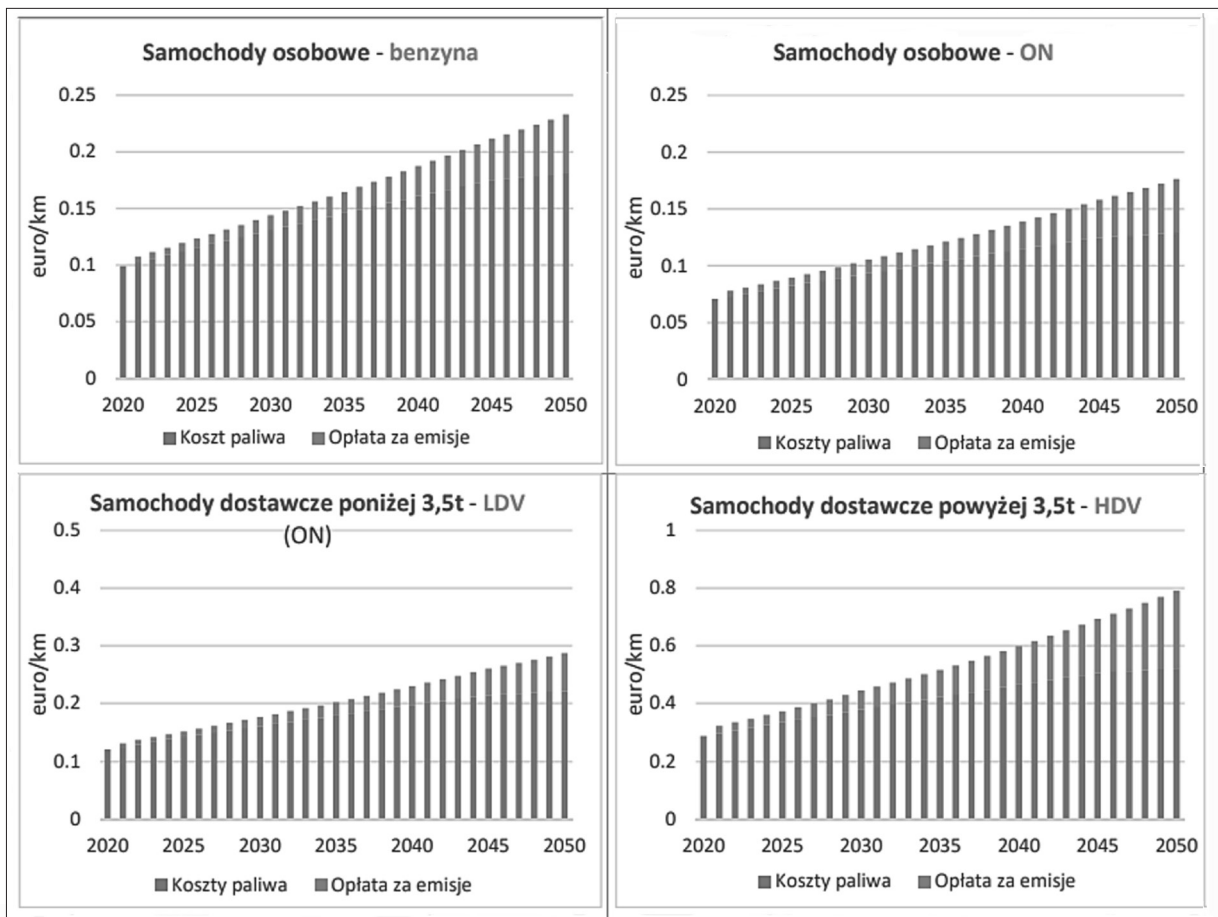 Samochody osobowe - benzyna
0.25
0.2
0.15
0.1
0.05
0
euro/km
2020 2025 2030 2035 2040 2045 2050
Koszt paliwa Opłata za emisje
Samochody osobowe - ON
0.25
0.2
0.15
0.1
0.05
0
euro/km
2020 2025 2030 2035 2040 2045 2050
Koszty paliwa Opłata za emisje
Samochody dostawcze poniżej 3,5t - LDV
(ON)
0.5
0.4
0.3
0.2
0.1
0
euro/km
2020 2025 2030 2035 2040 2045 2050
Koszty paliwa Opłata za emisje
Samochody dostawcze powyżej 3,5t - HDV
1
0.8
0.6
0.4
0.2
0
euro/km
2020 2025 2030 2035 2040 2045 2050
Koszty paliwa Opłata za emisje